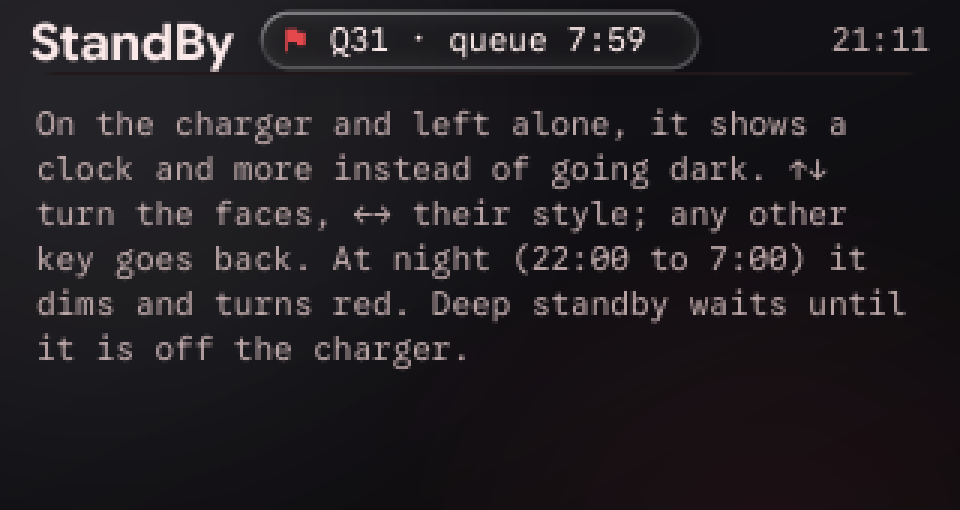 StandBy
Q31 · queue 7:59
21:11
On the charger and left alone, it shows a
clock and more instead of going dark. ↑↓
turn the faces, ↔ their style; any other
key goes back. At night (22:00 to 7:00) it
dims and turns red. Deep standby waits until
it is off the charger.